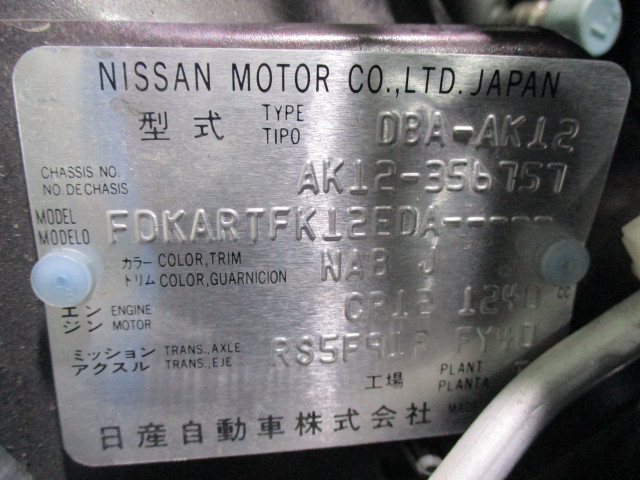 NISSAN MOTOR CO.,LTD. JAPAN
型式 TYPE TIPO DBA-AK12
CHASSIS NO. NO.DE CHASIS AK12-356757
MODEL MODELO FDKARTFK12EDA-----
カラー COLOR,TRIM トリム COLOR,GUARNICION NAB J
エンジン ENGINE MOTOR CR12 1240 CC
ミッション TRANS.,AXLE アクスル TRANS.,EJE RS5F91R FY40
工場 PLANT PLANTA
日産自動車株式会社 MADE